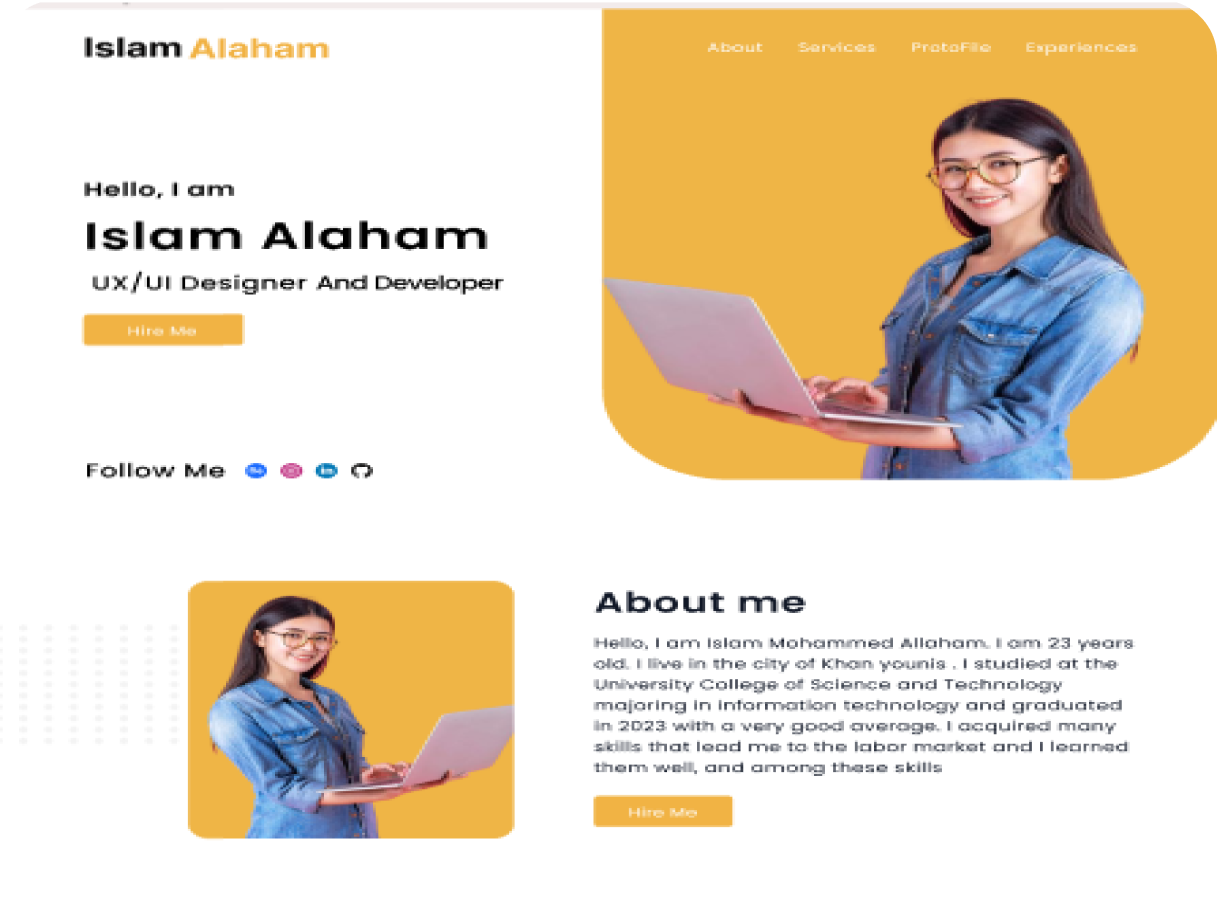 Islam Alaham
About Services ProtoFile Experiences
Hello, I am
Islam Alaham
UX/UI Designer And Developer
Hire Me
Follow Me
About me
Hello, I am Islam Mohammed Allaham. I am 23 years
old. I live in the city of Khan younis . I studied at the
University College of Science and Technology
majoring in information technology and graduated
in 2023 with a very good average. I acquired many
skills that lead me to the labor market and I learned
them well, and among these skills
Hire Me